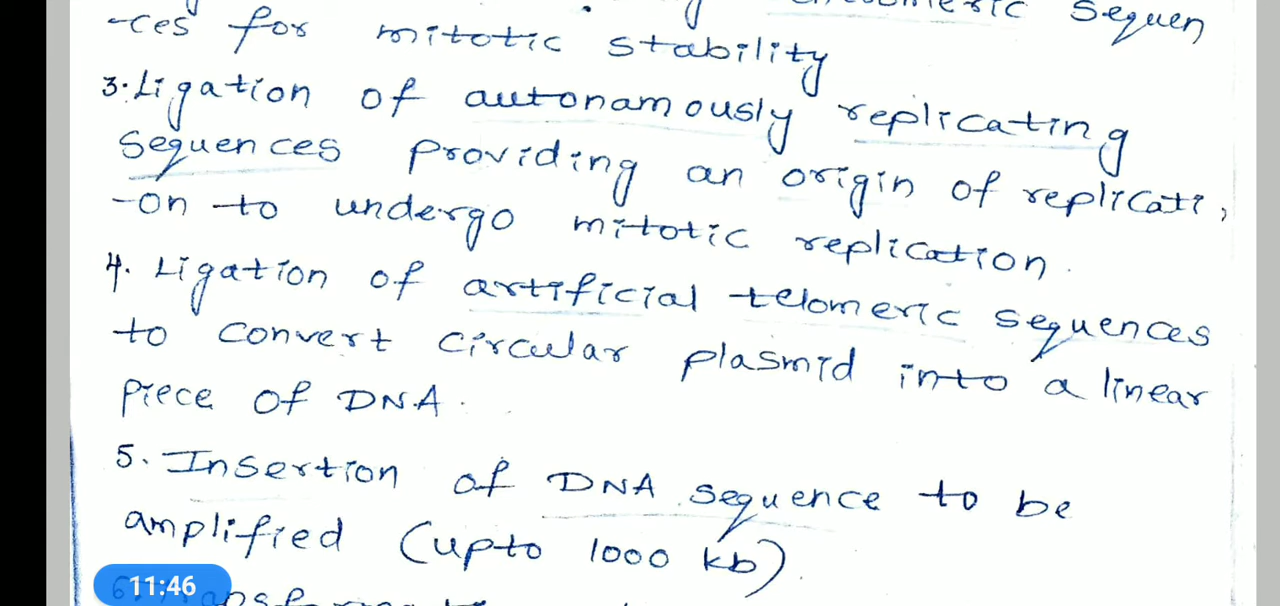 sequen
-ces for mitotic stability
3. Ligation of autonamously replicating
sequences providing an origin of replicati,
-on to undergo mitotic replication.
4. Ligation of artificial telomeric sequences
to convert circular plasmid into a linear
piece of DNA.
5. Insertion of DNA sequence to be
amplified (upto 1000 kb).
11:46